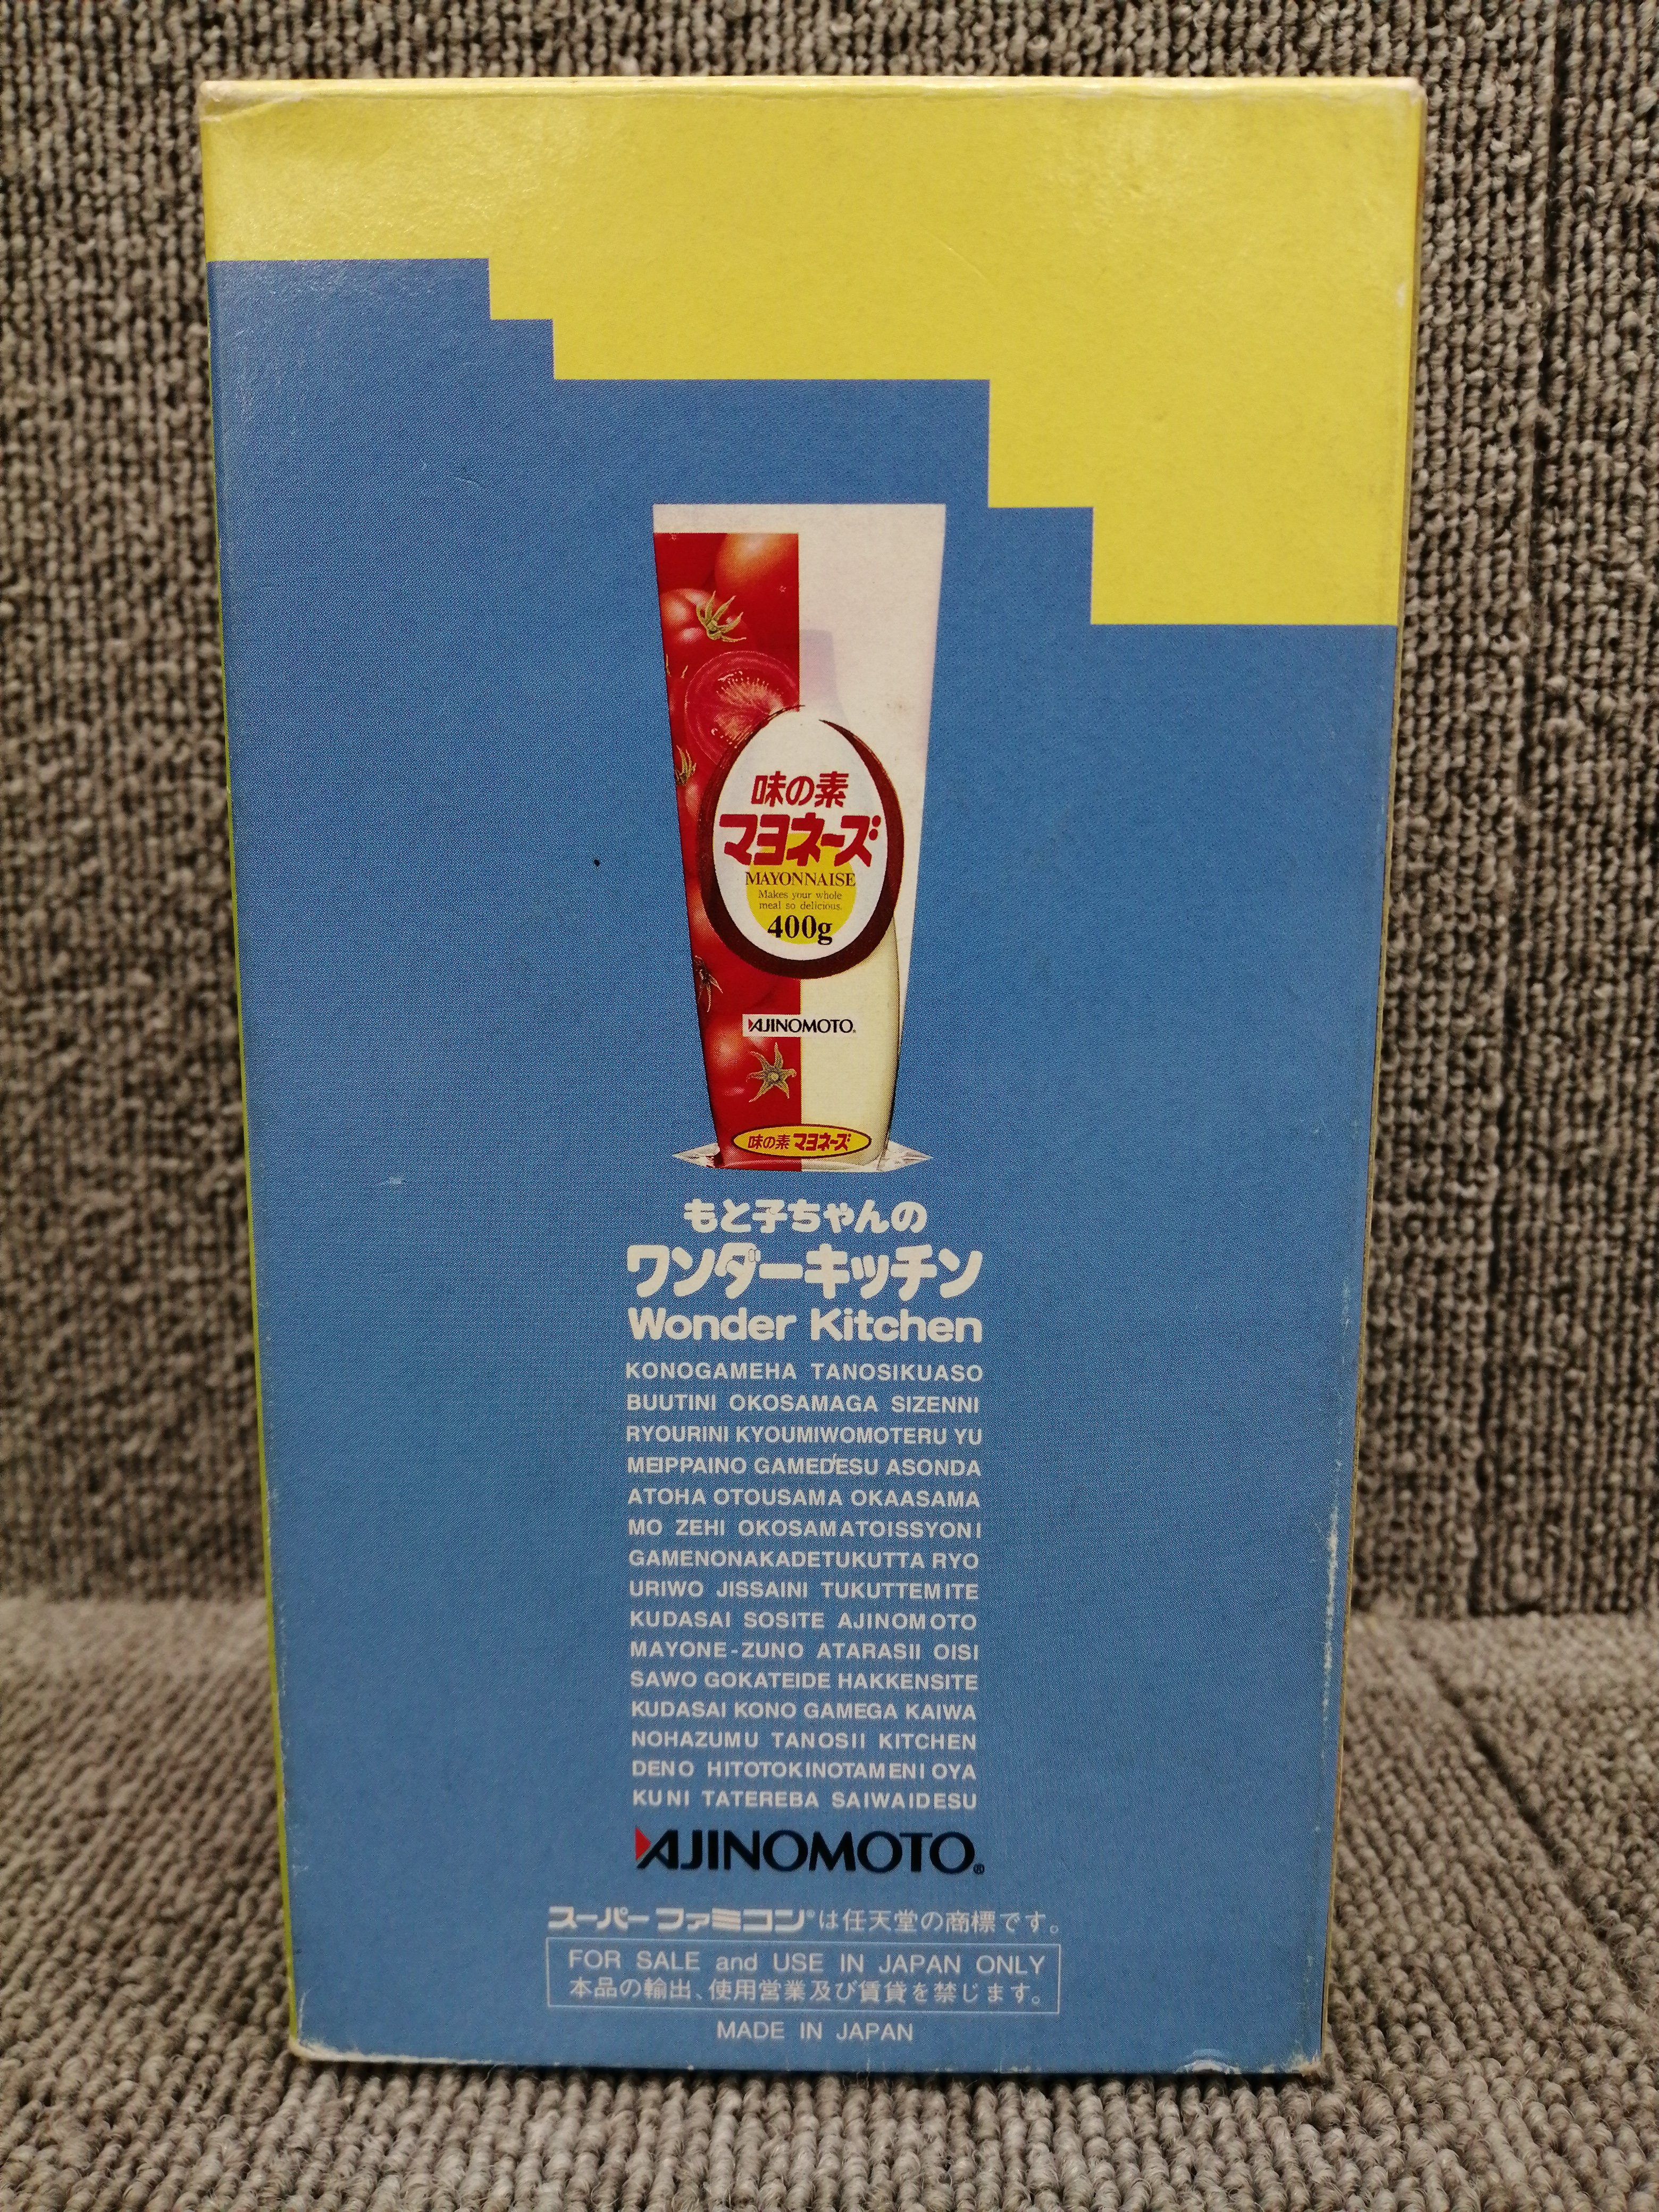 味の素
マヨネーズ
MAYONNAISE
Makes your whole
meal so delicious.
400g
AJINOMOTO®
味の素 マヨネーズ
もと子ちゃんの
ワンダーキッチン
Wonder Kitchen
KONOGAMEHA TANOSIKUASO
BUUTINI OKOSAMAGA SIZENNI
RYOURINI KYOUMIWOMOTERU YU
MEIPPAINO GAMEDESU ASONDA
ATOHA OTOUSAMA OKAASAMA
MO ZEHI OKOSAMATOISSYONI
GAMENONAKADETUKUTTA RYO
URIWO JISSAINI TUKUTTEMITE
KUDASAI SOSITE AJINOMOTO
MAYONE-ZUNO ATARASII OISI
SAWO GOKATEIDE HAKKENSITE
KUDASAI KONO GAMEGA KAIWA
NOHAZUMU TANOSII KITCHEN
DENO HITOTOKINOTAMENI OYA
KUNI TATEREBA SAIWAIDESU
AJINOMOTO®
スーパーファミコン®は任天堂の商標です。
FOR SALE and USE IN JAPAN ONLY
本品の輸出、使用営業及び賃貸を禁じます。
MADE IN JAPAN